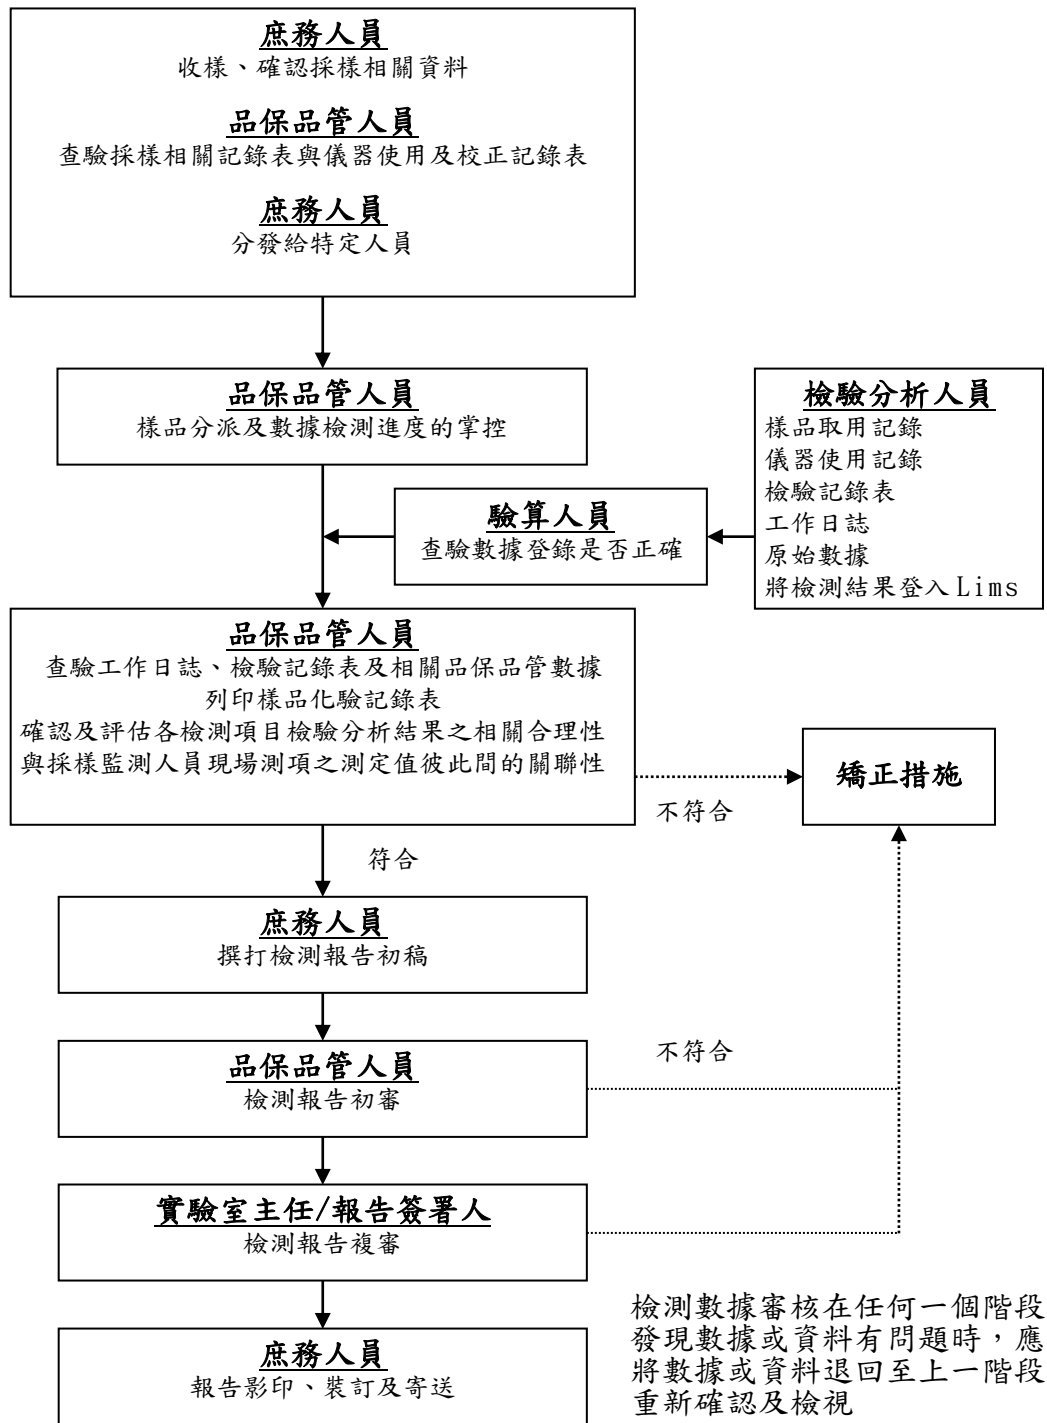 庶務人員
收樣、確認採樣相關資料
品保品管人員
查驗採樣相關記錄表與儀器使用及校正記錄表
庶務人員
分發給特定人員
品保品管人員
樣品分派及數據檢測進度的掌控
檢驗分析人員
樣品取用記錄
儀器使用記錄
檢驗記錄表
工作日誌
原始數據
將檢測結果登入Lims
驗算人員
查驗數據登錄是否正確
品保品管人員
查驗工作日誌、檢驗記錄表及相關品保品管數據
列印樣品化驗記錄表
確認及評估各檢測項目檢驗分析結果之相關合理性
與採樣監測人員現場測項之測定值彼此間的關聯性
矯正措施
不符合
符合
庶務人員
撰打檢測報告初稿
品保品管人員
檢測報告初審
不符合
實驗室主任/報告簽署人
檢測報告複審
庶務人員
報告影印、裝訂及寄送
檢測數據審核在任何一個階段
發現數據或資料有問題時，應
將數據或資料退回至上一階段
重新確認及檢視